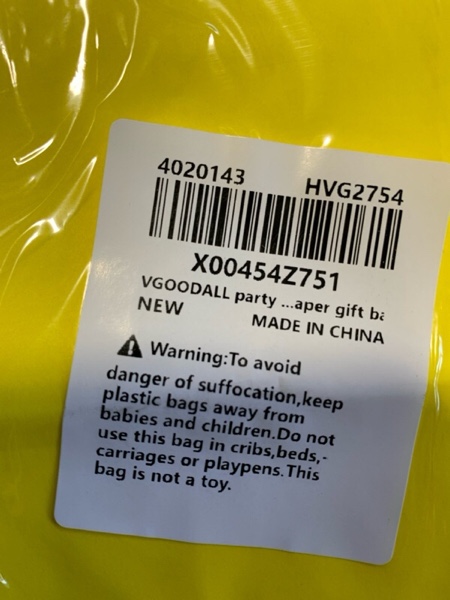 4020143 HVG2754
X00454Z751
VGOODALL party ...aper gift ba
NEW MADE IN CHINA
Warning:To avoid
danger of suffocation,keep
plastic bags away from
babies and children.Do not
use this bag in cribs,beds,-
carriages or playpens.This
bag is not a toy.